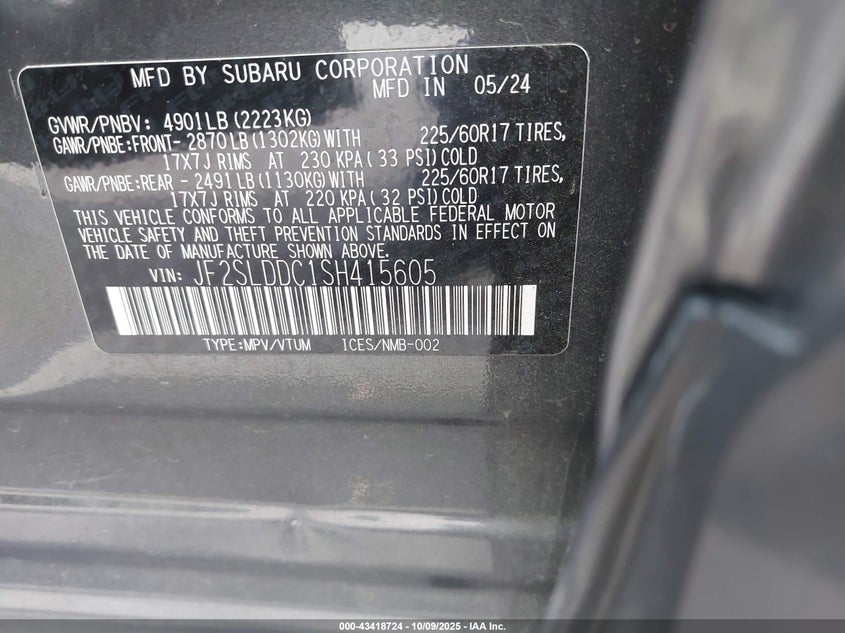 MFD BY SUBARU CORPORATION
MFD IN 05/24
GVWR/PNBV: 4901LB(2223KG)
GAWR/PNBE:FRONT- 2870LB(1302KG)WITH 225/60R17 TIRES,
17X7J RIMS AT 230 KPA( 33 PSI)COLD
GAWR/PNBE:REAR - 2491LB(1130KG)WITH 225/60R17 TIRES,
17X7J RIMS AT 220 KPA( 32 PSI)COLD
THIS VEHICLE CONFORMS TO ALL APPLICABLE FEDERAL MOTOR
VEHICLE SAFETY AND THEFT PREVENTION STANDARDS IN EFFECT ON
THE DATE OF MANUFACTURE SHOWN ABOVE.
VIN: JF2SLDDC1SH415605
TYPE:MPV/VTUM ICES/NMB-002
000-43418724 - 10/09/2025 - IAA Inc.